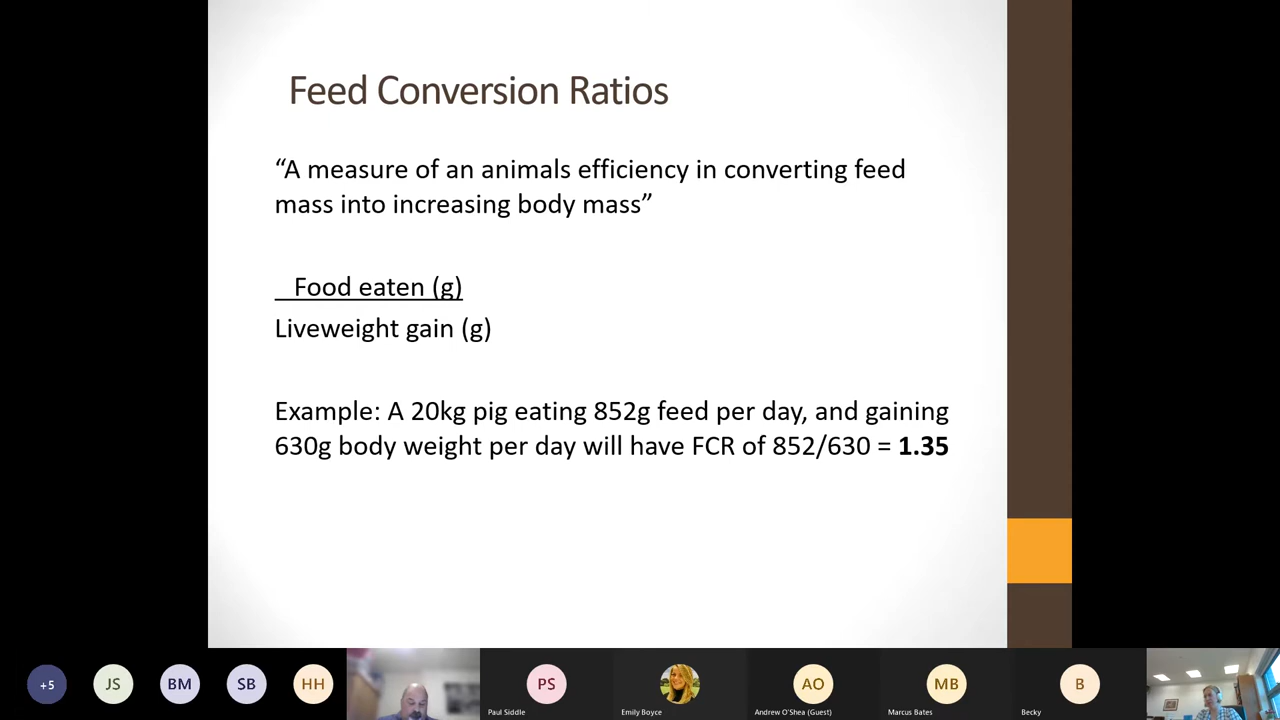 Feed Conversion Ratios
“A measure of an animals efficiency in converting feed
mass into increasing body mass”
Food eaten (g)
Liveweight gain (g)
Example: A 20kg pig eating 852g feed per day, and gaining
630g body weight per day will have FCR of 852/630 = 1.35
+5
JS
BM
SB
HH
PS
AO
MB
B
Paul Siddle
Emily Boyce
Andrew O'Shea (Guest)
Marcus Bates
Becky